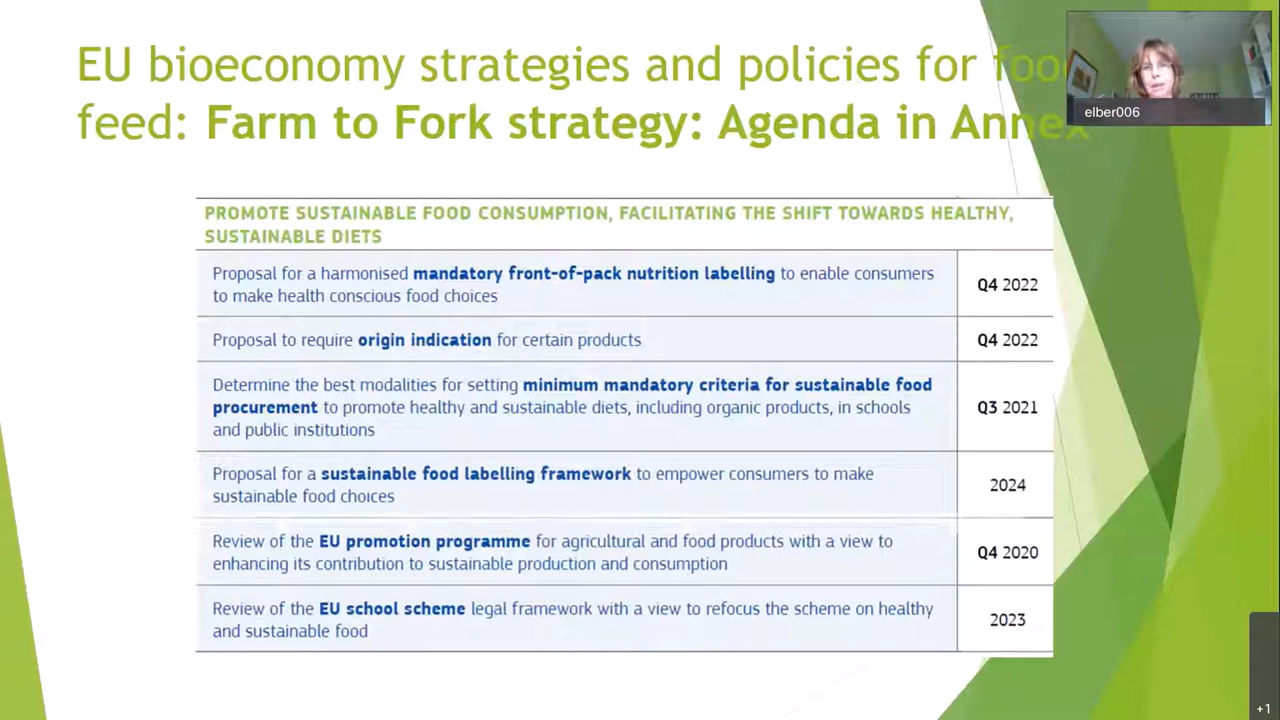 EU bioeconomy strategies and policies for
feed: Farm to Fork strategy: Agenda in Annex
elber006
PROMOTE SUSTAINABLE FOOD CONSUMPTION, FACILITATING THE SHIFT TOWARDS HEALTHY,
SUSTAINABLE DIETS
Proposal for a harmonised mandatory front-of-pack nutrition labelling to enable consumers
to make health conscious food choices
Q4 2022
Proposal to require origin indication for certain products
Q4 2022
Determine the best modalities for setting minimum mandatory criteria for sustainable food
procurement to promote healthy and sustainable diets, including organic products, in schools
and public institutions
Q3 2021
Proposal for a sustainable food labelling framework to empower consumers to make
sustainable food choices
2024
Review of the EU promotion programme for agricultural and food products with a view to
enhancing its contribution to sustainable production and consumption
Q4 2020
Review of the EU school scheme legal framework with a view to refocus the scheme on healthy
and sustainable food
2023
+1